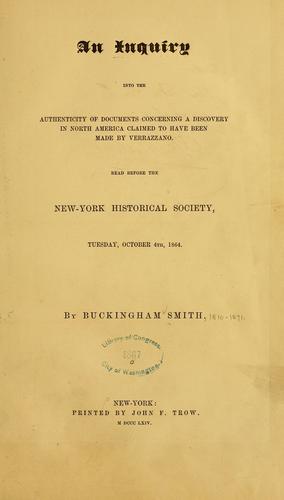 An Inquiry
INTO THE
AUTHENTICITY OF DOCUMENTS CONCERNING A DISCOVERY
IN NORTH AMERICA CLAIMED TO HAVE BEEN
MADE BY VERRAZZANO.
READ BEFORE THE
NEW-YORK HISTORICAL SOCIETY,
TUESDAY, OCTOBER 4TH, 1864.
BY BUCKINGHAM SMITH, 1810-1871.
Library of Congress,
1867
City of Washington.
NEW-YORK:
PRINTED BY JOHN F. TROW.
M DCCC LXIV.